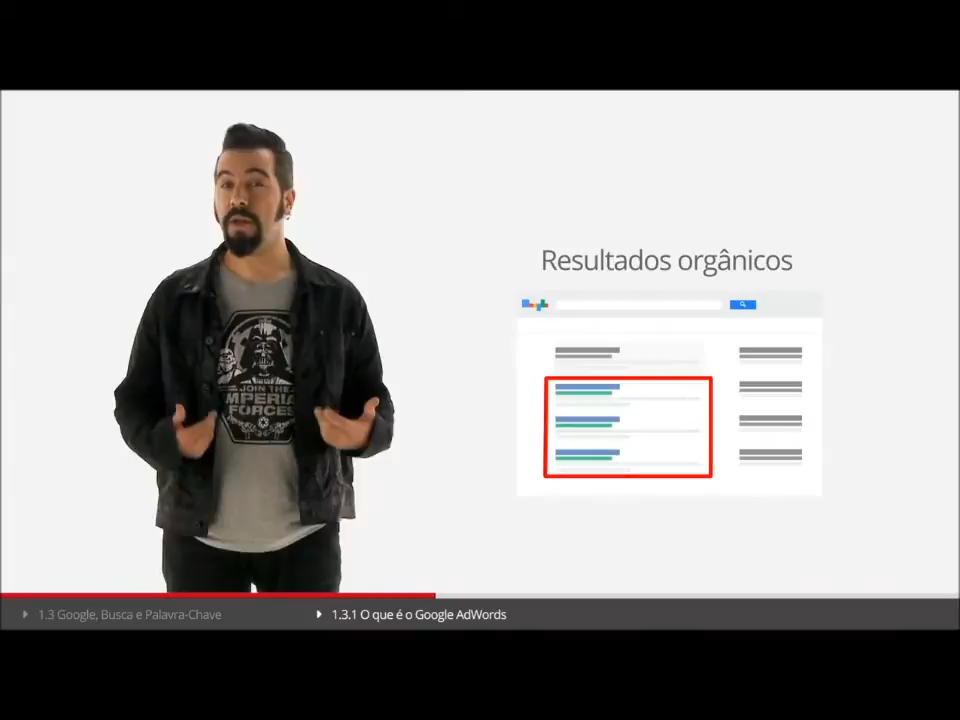 Resultados orgânicos
JOIN THE
IMPERIAL
FORCES
1.3 Google, Busca e Palavra-Chave
1.3.1 O que é o Google AdWords